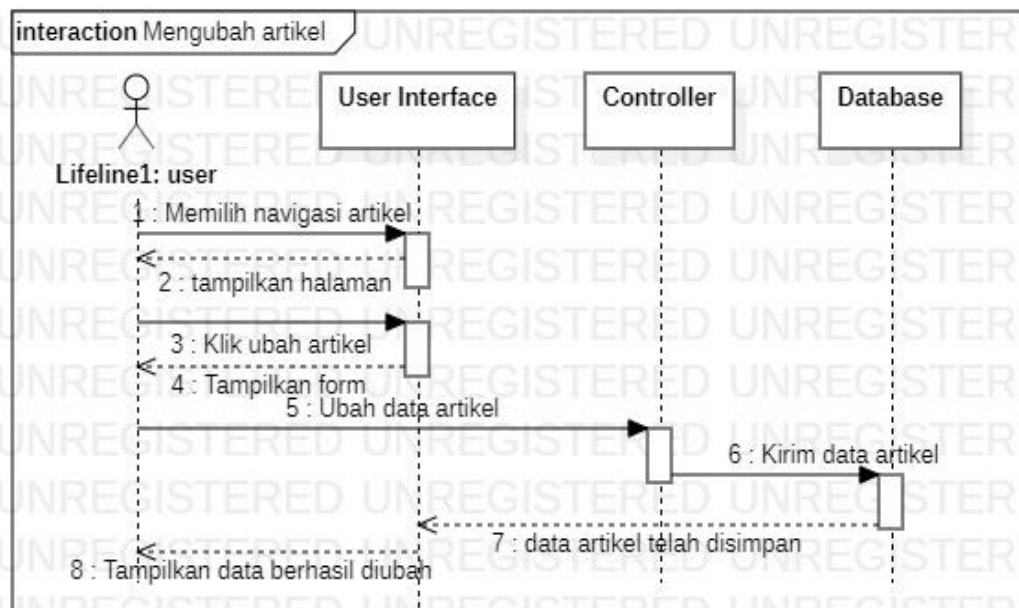 interaction Mengubah artikel
User Interface
Controller
Database
Lifeline1: user
1 : Memilih navigasi artikel
2 : tampilkan halaman
3 : Klik ubah artikel
4 : Tampilkan form
5 : Ubah data artikel
6 : Kirim data artikel
7 : data artikel telah disimpan
8 : Tampilkan data berhasil diubah
UNREGISTERED